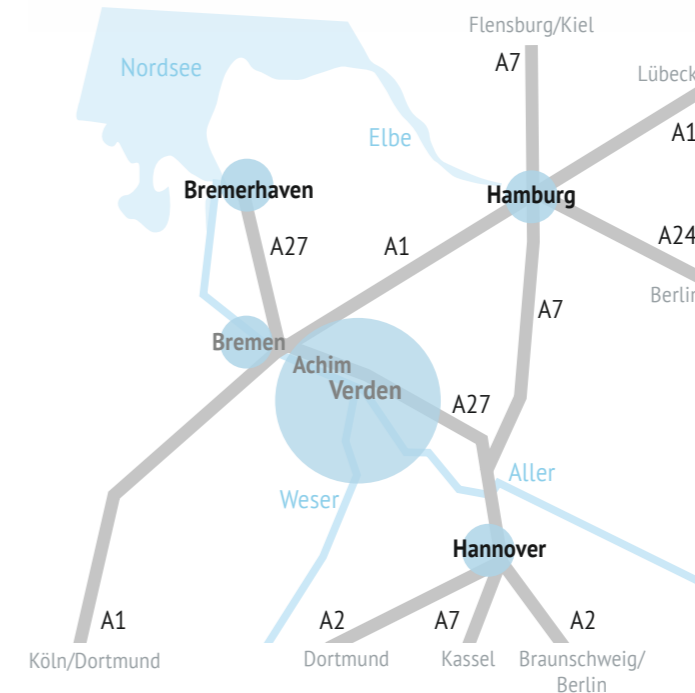 Flensburg/Kiel
A7
Nordsee
Lübeck
A1
Elbe
Bremerhaven
Hamburg
A27
A1
A24
Berlin
A7
Bremen
Achim
Verden
A27
Aller
Weser
Hannover
A1
A2
A7
A2
Köln/Dortmund
Dortmund
Kassel
Braunschweig/
Berlin